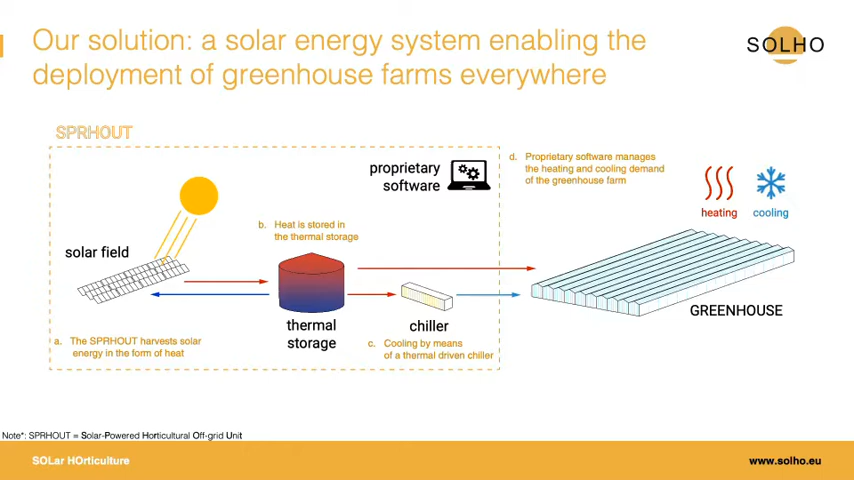 Our solution: a solar energy system enabling the
deployment of greenhouse farms everywhere
SOLHO
SPRHOUT
proprietary
software
d. Proprietary software manages
the heating and cooling demand
of the greenhouse farm
heating
cooling
b. Heat is stored in
the thermal storage
solar field
thermal
storage
chiller
GREENHOUSE
a. The SPRHOUT harvests solar
energy in the form of heat
c. Cooling by means
of a thermal driven chiller
Note*: SPRHOUT = Solar-Powered Horticultural Off-grid Unit
SOLar HOrticulture
www.solho.eu